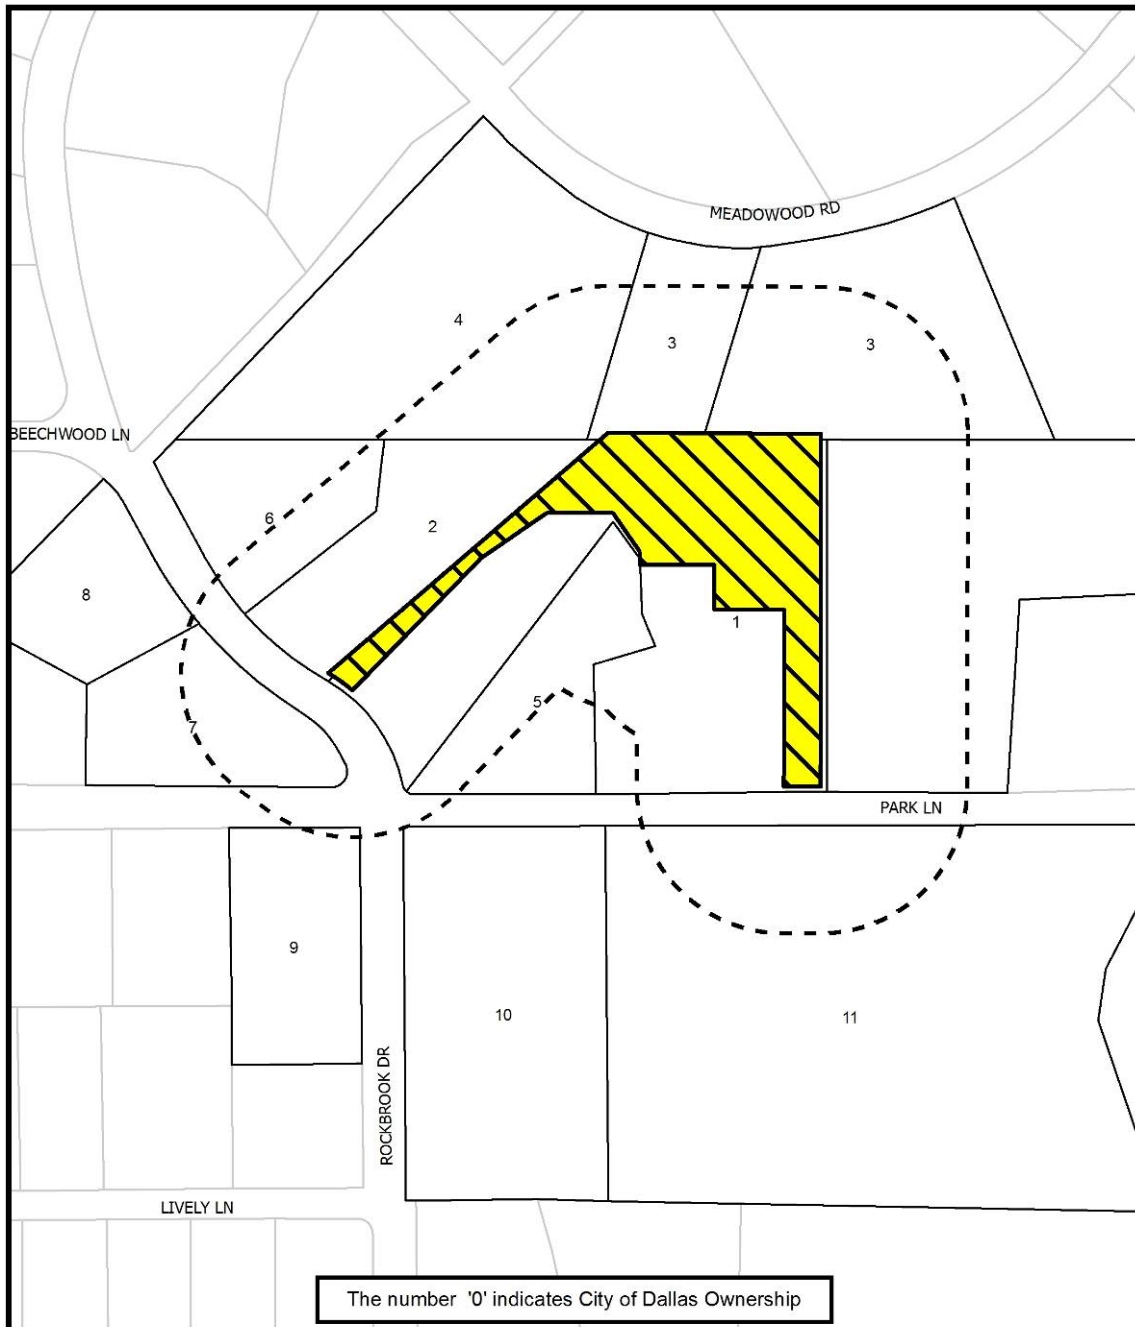 MEADOWOOD RD
4
3
3
BEECHWOOD LN
6
2
8
1
5
7
PARK LN
9
10
11
ROCKBROOK DR
LIVELY LN
The number '0' indicates City of Dallas Ownership